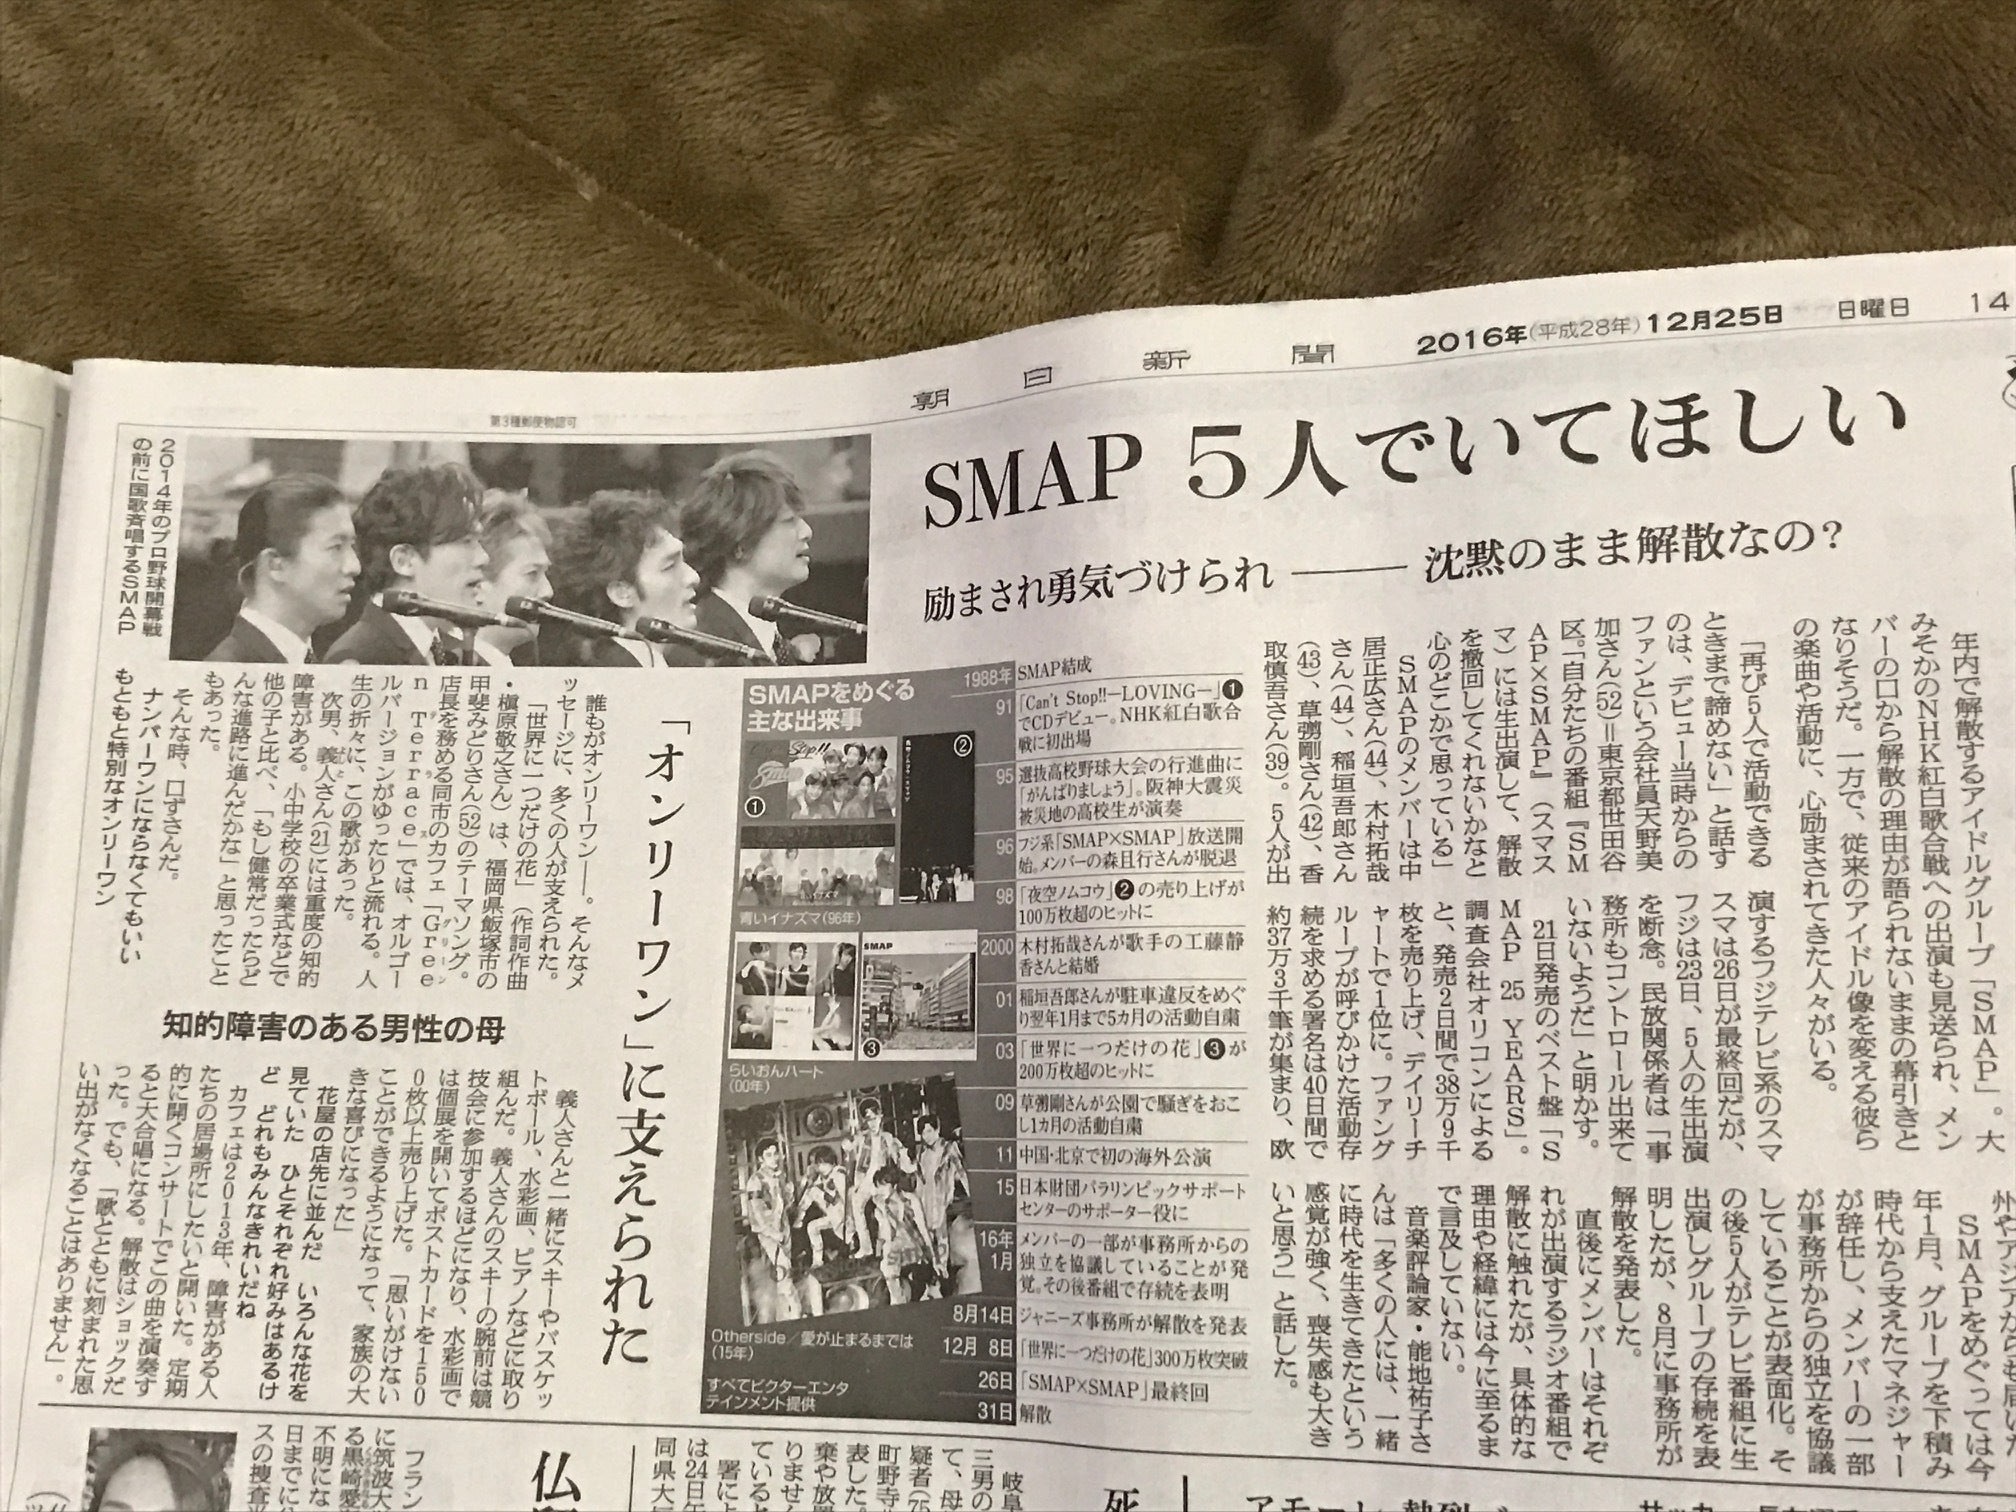 朝日新聞 2016年(平成28年)12月25日 日曜日 14
第3種郵便物認可
SMAP 5人でいてほしい
励まされ勇気づけられ ―― 沈黙のまま解散なの?
年内で解散するアイドルグループ「SMAP」。大
みそかのNHK紅白歌合戦への出演も見送られ、メン
バーの口から解散の理由が語られないままの幕引きと
なりそうだ。一方で、従来のアイドル像を変える彼ら
の楽曲や活動に、心励まされてきた人々がいる。
「再び5人で活動できる
ときまで諦めない」と話す
のは、デビュー当時からの
ファンという会社員天野美
加さん(52)=東京都世田谷
区。「自分たちの番組『SM
AP×SMAP』(スマス
マ)には生出演して、解散
を撤回してくれないかなと
心のどこかで思っている」
SMAPのメンバーは中
居正広さん(44)、木村拓哉
さん(44)、稲垣吾郎さん
(43)、草彅剛さん(42)、香
取慎吾さん(39)。5人が出
演するフジテレビ系のスマ
スマは26日が最終回だが、
フジは23日、5人の生出演
を断念。民放関係者は「事
務所もコントロール出来て
いないようだ」と明かす。
21日発売のベスト盤「S
MAP 25 YEARS」。
調査会社オリコンによる
と、発売2日間で38万9千
枚を売り上げ、デイリーチ
ャートで1位に。ファング
ループが呼びかけた活動存
続を求める署名は40日間で
約37万3千筆が集まり、欧
SMAPをめぐっては今
年1月、グループを下積み
時代から支えたマネジャー
が辞任し、メンバーの一部
が事務所からの独立を協議
していることが表面化。そ
の後5人がテレビ番組に生
出演しグループの存続を表
明したが、8月に事務所が
解散を発表した。
直後にメンバーはそれぞ
れが出演するラジオ番組で
解散に触れたが、具体的な
理由や経緯には今に至るま
で言及していない。
音楽評論家・能地祐子さ
んは「多くの人には、一緒
に時代を生きてきたという
感覚が強く、喪失感も大き
いと思う」と話した。
SMAPをめぐる
主な出来事
1988年 SMAP結成
91 「Can't Stop!!―LOVING―」❶
でCDデビュー。NHK紅白歌合
戦に初出場
95 選抜高校野球大会の行進曲に
「がんばりましょう」。阪神大震災
被災地の高校生が演奏
96 フジ系「SMAP×SMAP」放送開
始。メンバーの森且行さんが脱退
98 「夜空ノムコウ」❷の売り上げが
100万枚超のヒットに
2000 木村拓哉さんが歌手の工藤静
香さんと結婚
01 稲垣吾郎さんが駐車違反をめぐ
り翌年1月まで5カ月の活動自粛
03 「世界に一つだけの花」❸が
200万枚超のヒットに
09 草彅剛さんが公園で騒ぎをおこ
し1カ月の活動自粛
11 中国・北京で初の海外公演
15 日本財団パラリンピックサポート
センターのサポーター役に
16年1月 メンバーの一部が事務所からの
独立を協議していることが発
覚。その後番組で存続を表明
8月14日 ジャニーズ事務所が解散を発表
12月 8日 「世界に一つだけの花」300万枚突破
26日 「SMAP×SMAP」最終回
31日 解散
❶
❷
青いイナズマ(96年)
SMAP
❸
らいおんハート
(00年)
Otherside/愛が止まるまでは
(15年)
すべてビクターエンタ
テインメント提供
2014年のプロ野球開幕戦
の前に国歌斉唱するSMAP
「オンリーワン」に支えられた
知的障害のある男性の母
誰もがオンリーワン――。そんなメ
ッセージに、多くの人が支えられた。
「世界に一つだけの花」(作詞作曲
・槇原敬之さん)は、福岡県飯塚市の
甲斐みどりさん(52)のテーマソング。
店長を務める同市のカフェ「Gree
n Terrace」では、オルゴー
ルバージョンがゆったりと流れる。人
生の折々に、この歌があった。
次男、義人さん(21)には重度の知的
障害がある。小中学校の卒業式などで
他の子と比べ、「もし健常だったらど
んな進路に進んだかな」と思ったこと
もあった。
そんな時、口ずさんだ。
ナンバーワンにならなくてもいい
もともと特別なオンリーワン
義人さんと一緒にスキーやバスケッ
トボール、水彩画、ピアノなどに取り
組んだ。義人さんのスキーの腕前は競
技会に参加するほどになり、水彩画で
は個展を開いてポストカードを150
0枚以上売り上げた。「思いがけない
ことができるようになって、家族の大
きな喜びになった」
花屋の店先に並んだ いろんな花を
見ていた ひとそれぞれ好みはあるけ
ど どれもみんなきれいだね
カフェは2013年、障害がある人
たちの居場所にしたいと開いた。定期
的に開くコンサートでこの曲を演奏す
ると大合唱になる。解散はショックだ
った。でも、「歌とともに刻まれた思
い出がなくなることはありません」。
フラン
に筑波大
る黒崎愛
不明にな
日までに
スの捜査
岐阜
三男の
て、母
疑者(75
町野寺
表した。
棄や放置
りません
ている
署によ
は24日午
同県大